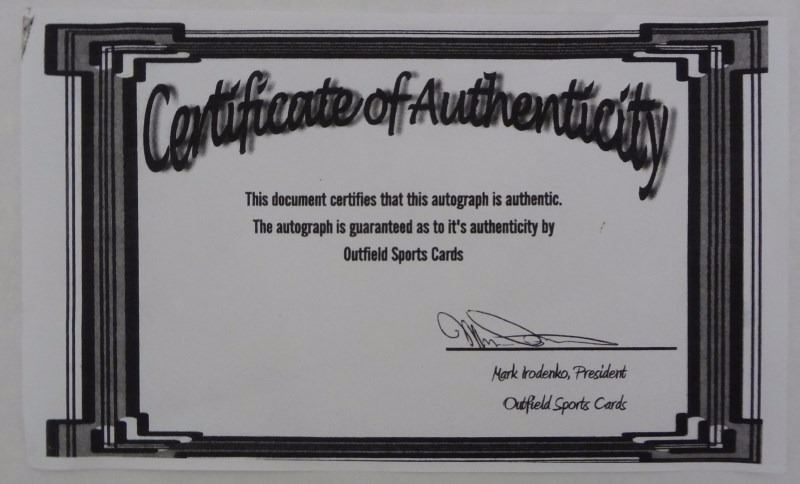 Certificate of Authenticity
This document certifies that this autograph is authentic.
The autograph is guaranteed as to it's authenticity by
Outfield Sports Cards
Mark Irodenko, President
Outfield Sports Cards